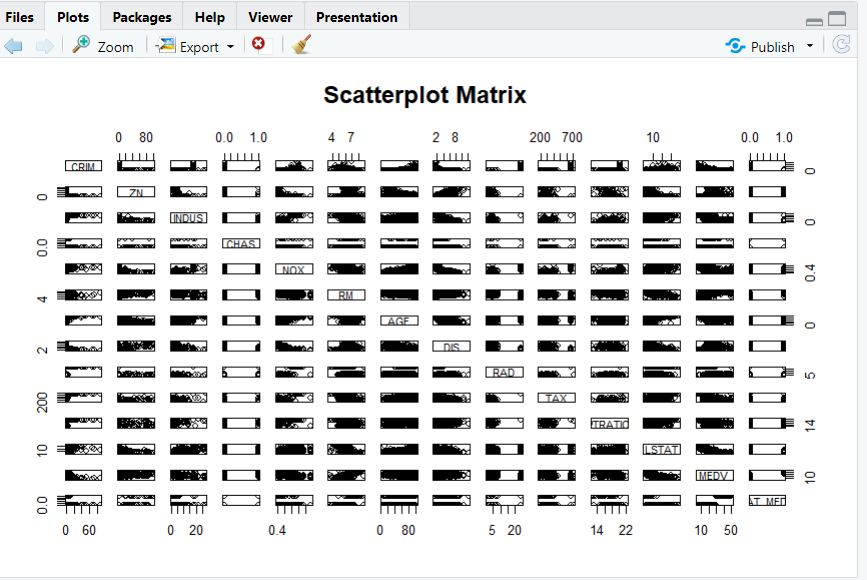 Files Plots Packages Help Viewer Presentation
Zoom Export Publish
Scatterplot Matrix
0 80 0.0 1.0 4 7 2 8 200 700 10 0.0 1.0
CRIM 0
0 ZN
INDUS 0
0.0 CHAS
NOX 0.4
4 RM
AGE 0
2 DIS
RAD 5
200 TAX
TRATIO 14
10 LSTAT
MEDV 10
0.0 AT_MED
0 60 0 20 0.4 0 80 5 20 14 22 10 50